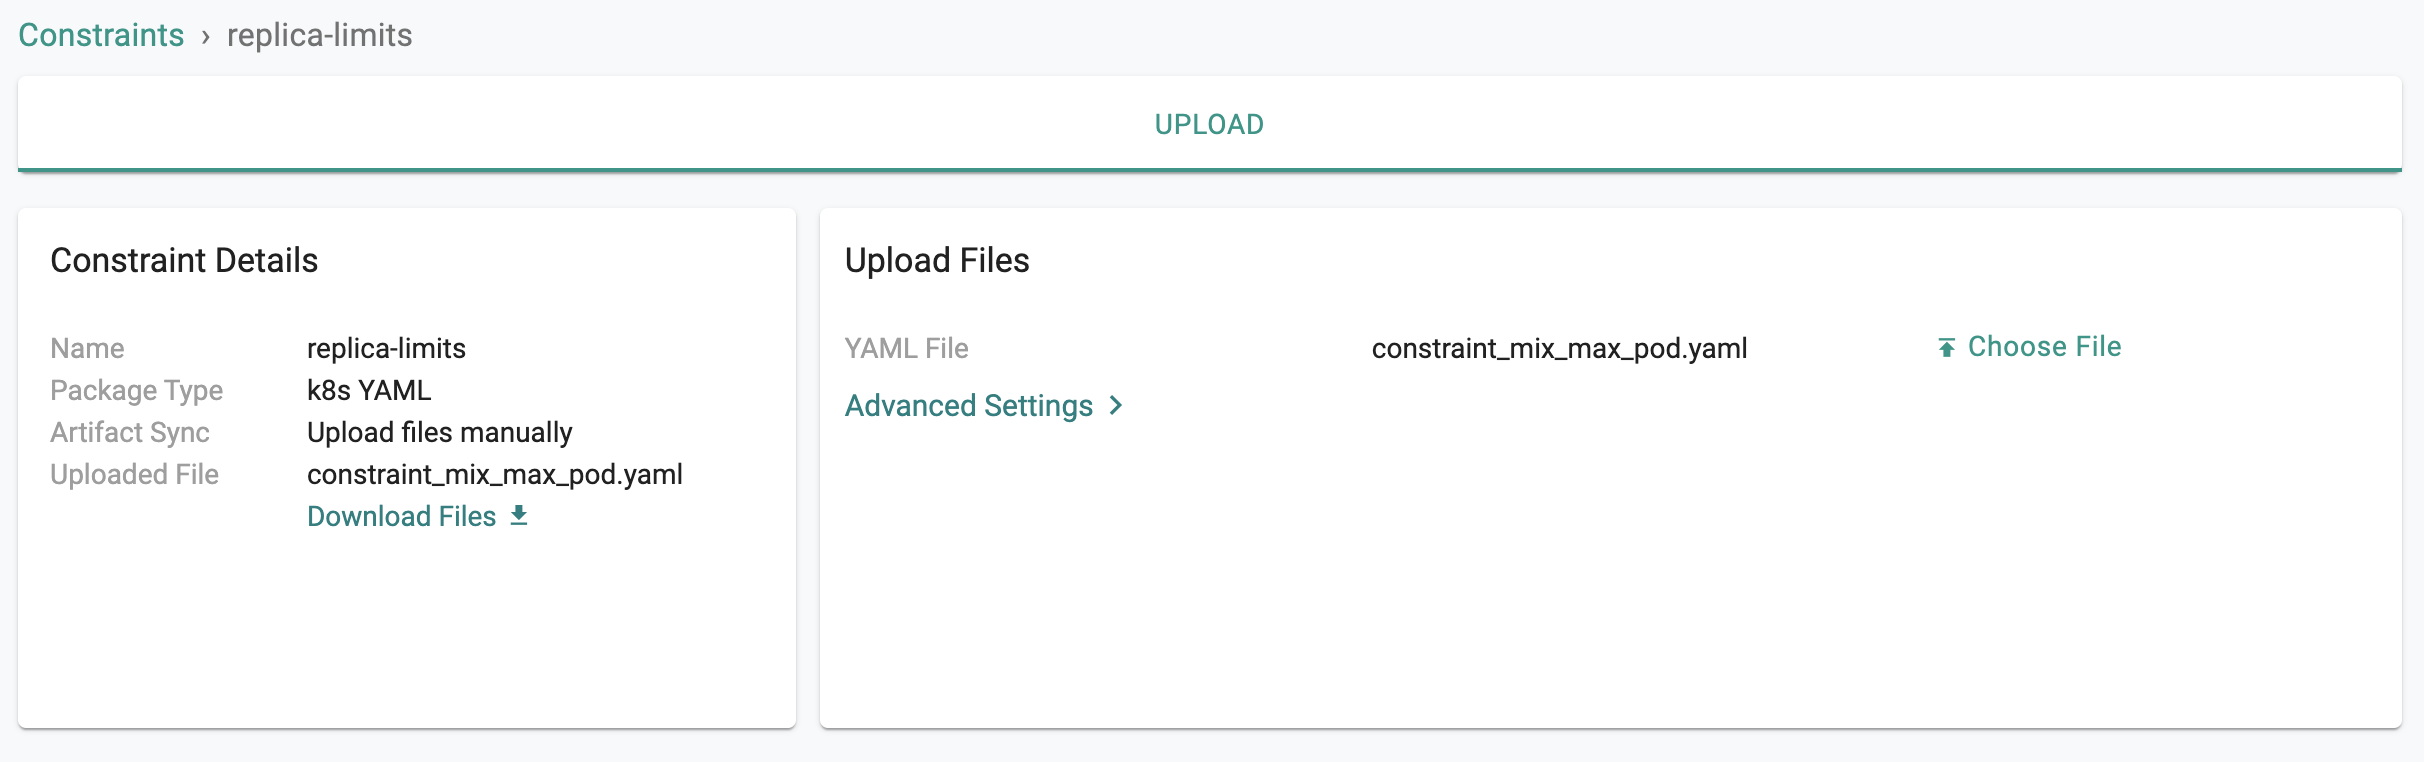 Constraints › replica-limits
UPLOAD
Constraint Details
Name replica-limits
Package Type k8s YAML
Artifact Sync Upload files manually
Uploaded File constraint_mix_max_pod.yaml
Download Files
Upload Files
YAML File constraint_mix_max_pod.yaml Choose File
Advanced Settings